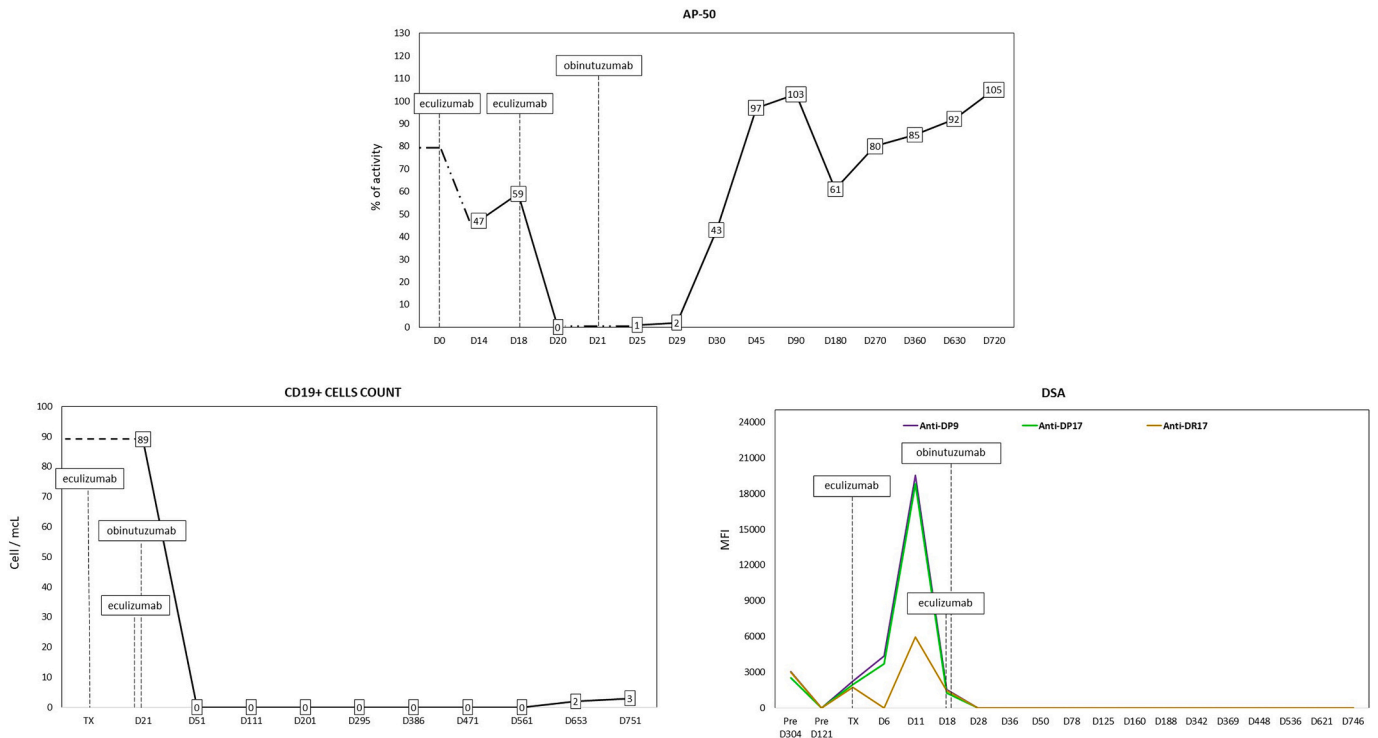 AP-50
130
120
110
100
90
80
70
60
50
40
30
20
10
0
% of activity
eculizumab
eculizumab
obinutuzumab
47
59
0
1
2
43
97
103
61
80
85
92
105
D0 D14 D18 D20 D21 D25 D29 D30 D45 D90 D180 D270 D360 D630 D720
CD19+ CELLS COUNT
100
90
80
70
60
50
40
30
20
10
0
Cell / mcL
89
eculizumab
obinutuzumab
eculizumab
0 0 0 0 0 0 0 2 3
TX D21 D51 D111 D201 D295 D386 D471 D561 D653 D751
DSA
24000
21000
18000
15000
12000
9000
6000
3000
0
MFI
Anti-DP9 Anti-DP17 Anti-DR17
obinutuzumab
eculizumab
eculizumab
Pre Pre TX D6 D11 D18 D28 D36 D50 D78 D125 D160 D188 D342 D369 D448 D536 D621 D746
D304 D121